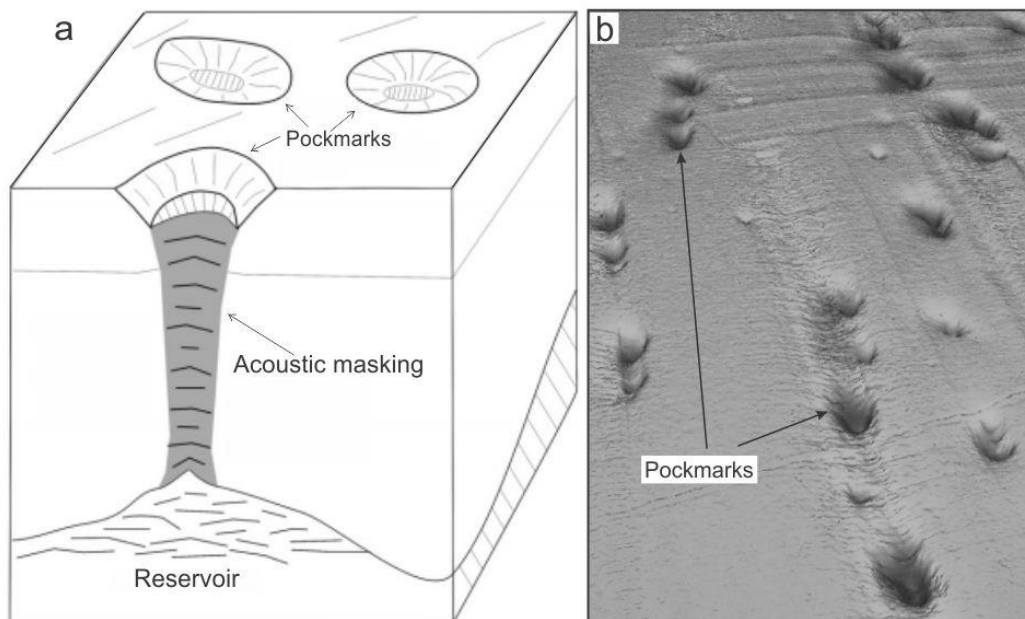 a
Pockmarks
Acoustic masking
Reservoir
b
Pockmarks